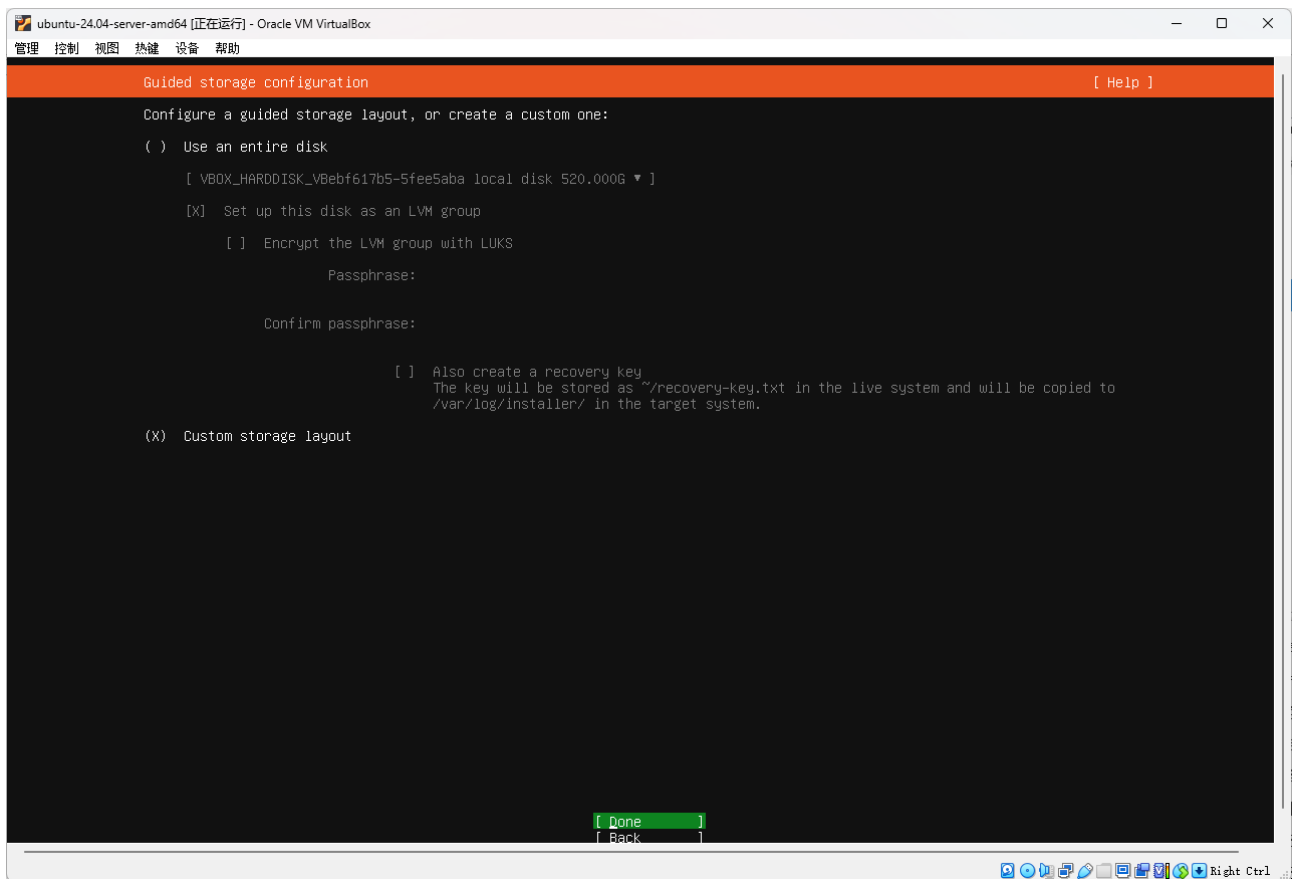 ubuntu-24.04-server-amd64 [正在运行] - Oracle VM VirtualBox
管理 控制 视图 热键 设备 帮助
Guided storage configuration [ Help ]
Configure a guided storage layout, or create a custom one:
( ) Use an entire disk
[ VBOX_HARDDISK_VBebf617b5-5fee5aba local disk 520.000G ▾ ]
[X] Set up this disk as an LVM group
[ ] Encrypt the LVM group with LUKS
Passphrase:
Confirm passphrase:
[ ] Also create a recovery key
The key will be stored as ~/recovery-key.txt in the live system and will be copied to
/var/log/installer/ in the target system.
(X) Custom storage layout
[ Done ]
[ Back ]
Right Ctrl